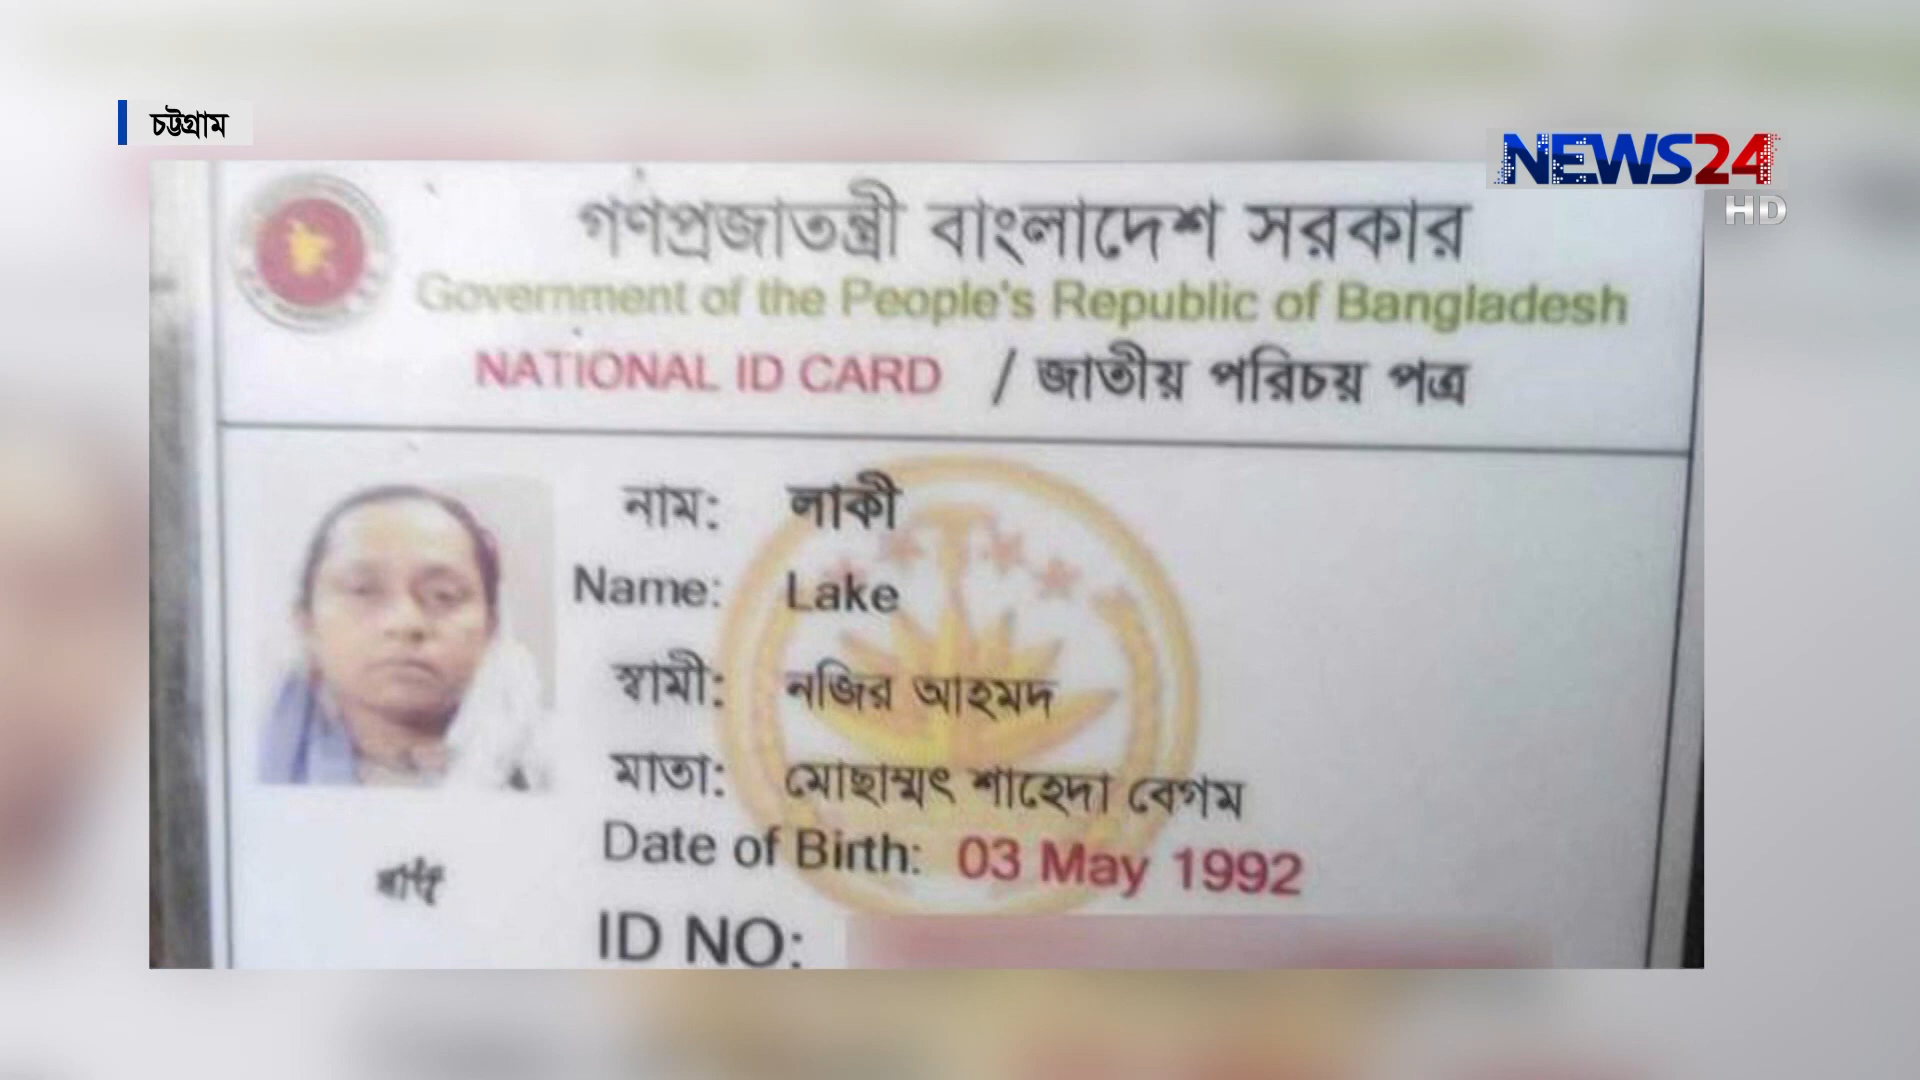 চট্টগ্রাম
NEWS24
HD
গণপ্রজাতন্ত্রী বাংলাদেশ সরকার
Government of the People's Republic of Bangladesh
NATIONAL ID CARD / জাতীয় পরিচয় পত্র
নাম: লাকী
Name: Lake
স্বামী: নজির আহমদ
মাতা: মোছাম্মৎ শাহেদা বেগম
Date of Birth: 03 May 1992
ID NO: